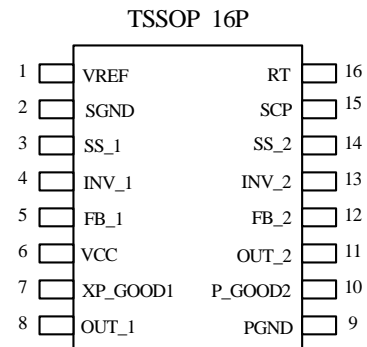 TSSOP 16P
1 VREF RT 16
2 SGND SCP 15
3 SS_1 SS_2 14
4 INV_1 INV_2 13
5 FB_1 FB_2 12
6 VCC OUT_2 11
7 XP_GOOD1 P_GOOD2 10
8 OUT_1 PGND 9